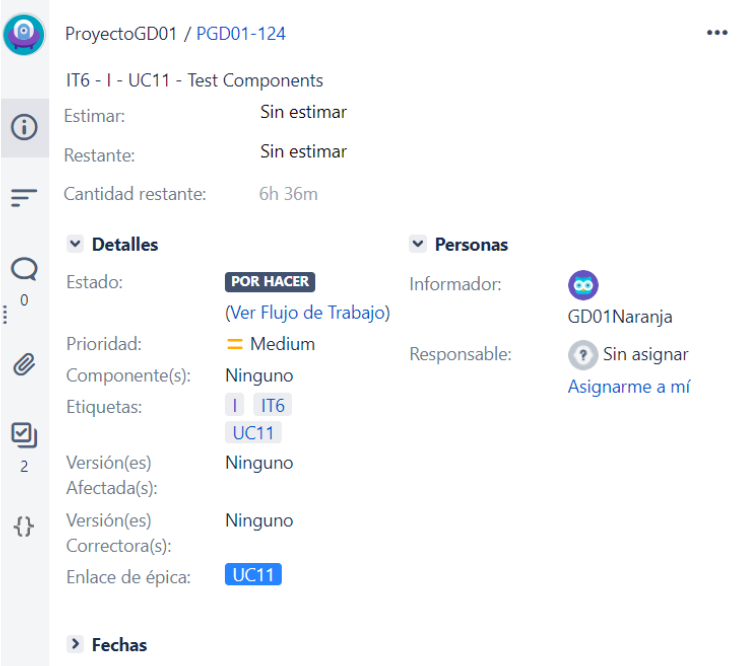 ProyectoGD01 / PGD01-124
IT6 - I - UC11 - Test Components
Estimar: Sin estimar
Restante: Sin estimar
Cantidad restante: 6h 36m
Detalles
Estado: POR HACER
(Ver Flujo de Trabajo)
Prioridad: Medium
Componente(s): Ninguno
Etiquetas: I IT6
UC11
Versión(es) Ninguno
Afectada(s):
Versión(es) Ninguno
Correctora(s):
Enlace de épica: UC11
Personas
Informador:
GD01Naranja
Responsable: ? Sin asignar
Asignarme a mí
Fechas
0
2
{}